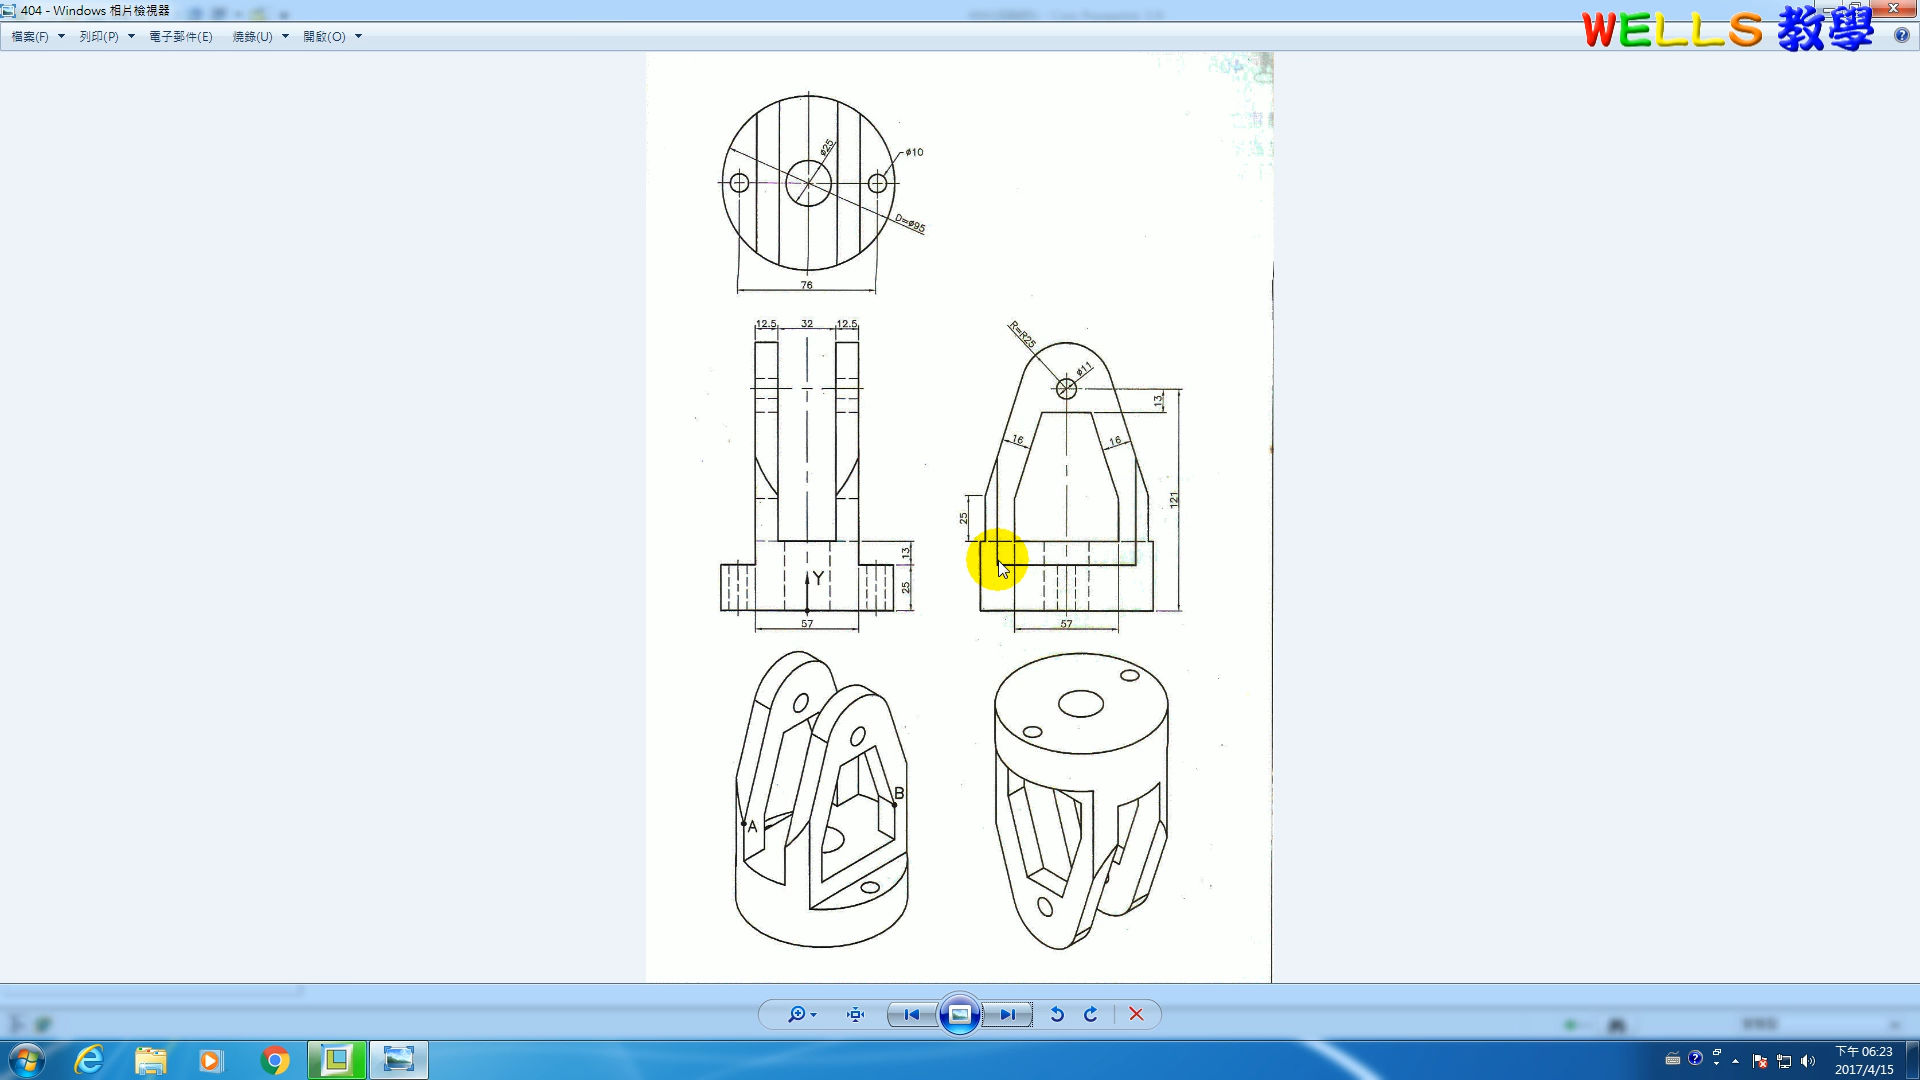 404 - Windows 相片檢視器
WELLS 教學
檔案(F) 列印(P) 電子郵件(E) 燒錄(U) 開啟(O)
ø25
ø10
D=ø95
76
12.5 32 12.5
R=R25
ø11
13
16 16
121
25
13
Y
25
57
57
B
A
下午 06:23
2017/4/15